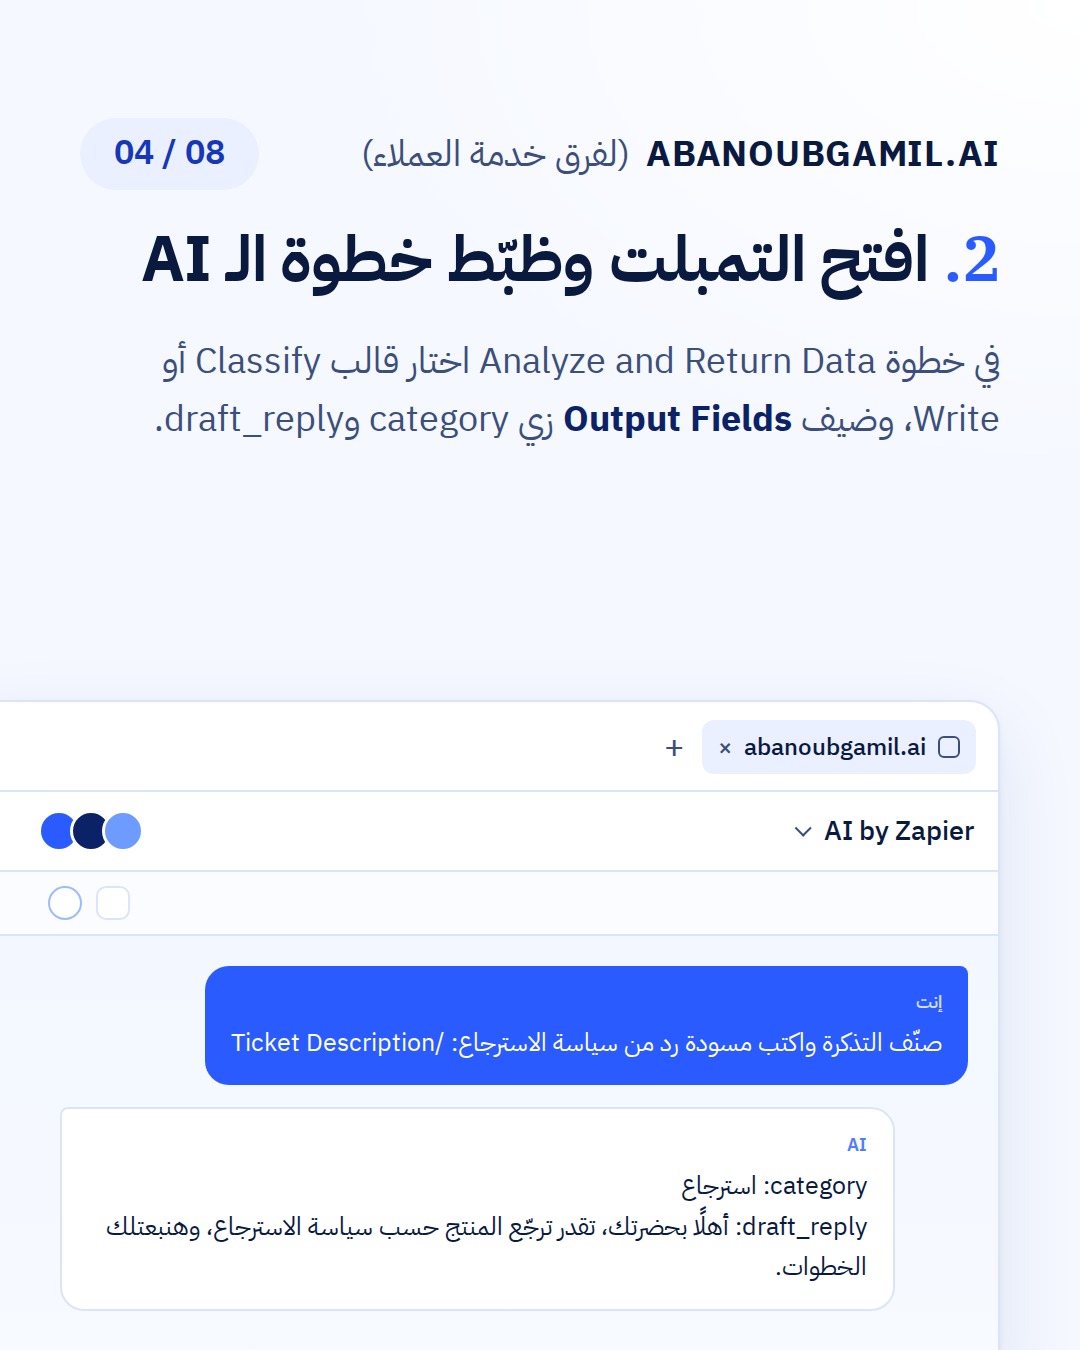 ABANOUBGAMIL.AI (لفرق خدمة العملاء)
04 / 08
2. افتح التمبلت وظبّط خطوة الـ AI
في خطوة Analyze and Return Data اختار قالب Classify أو
Write، وضيف Output Fields زي category وdraft_reply.
abanoubgamil.ai × +
AI by Zapier
إنت
صنّف التذكرة واكتب مسودة رد من سياسة الاسترجاع: /Ticket Description
AI
category: استرجاع
draft_reply: أهلًا بحضرتك، تقدر ترجّع المنتج حسب سياسة الاسترجاع، وهنبعتلك
الخطوات.